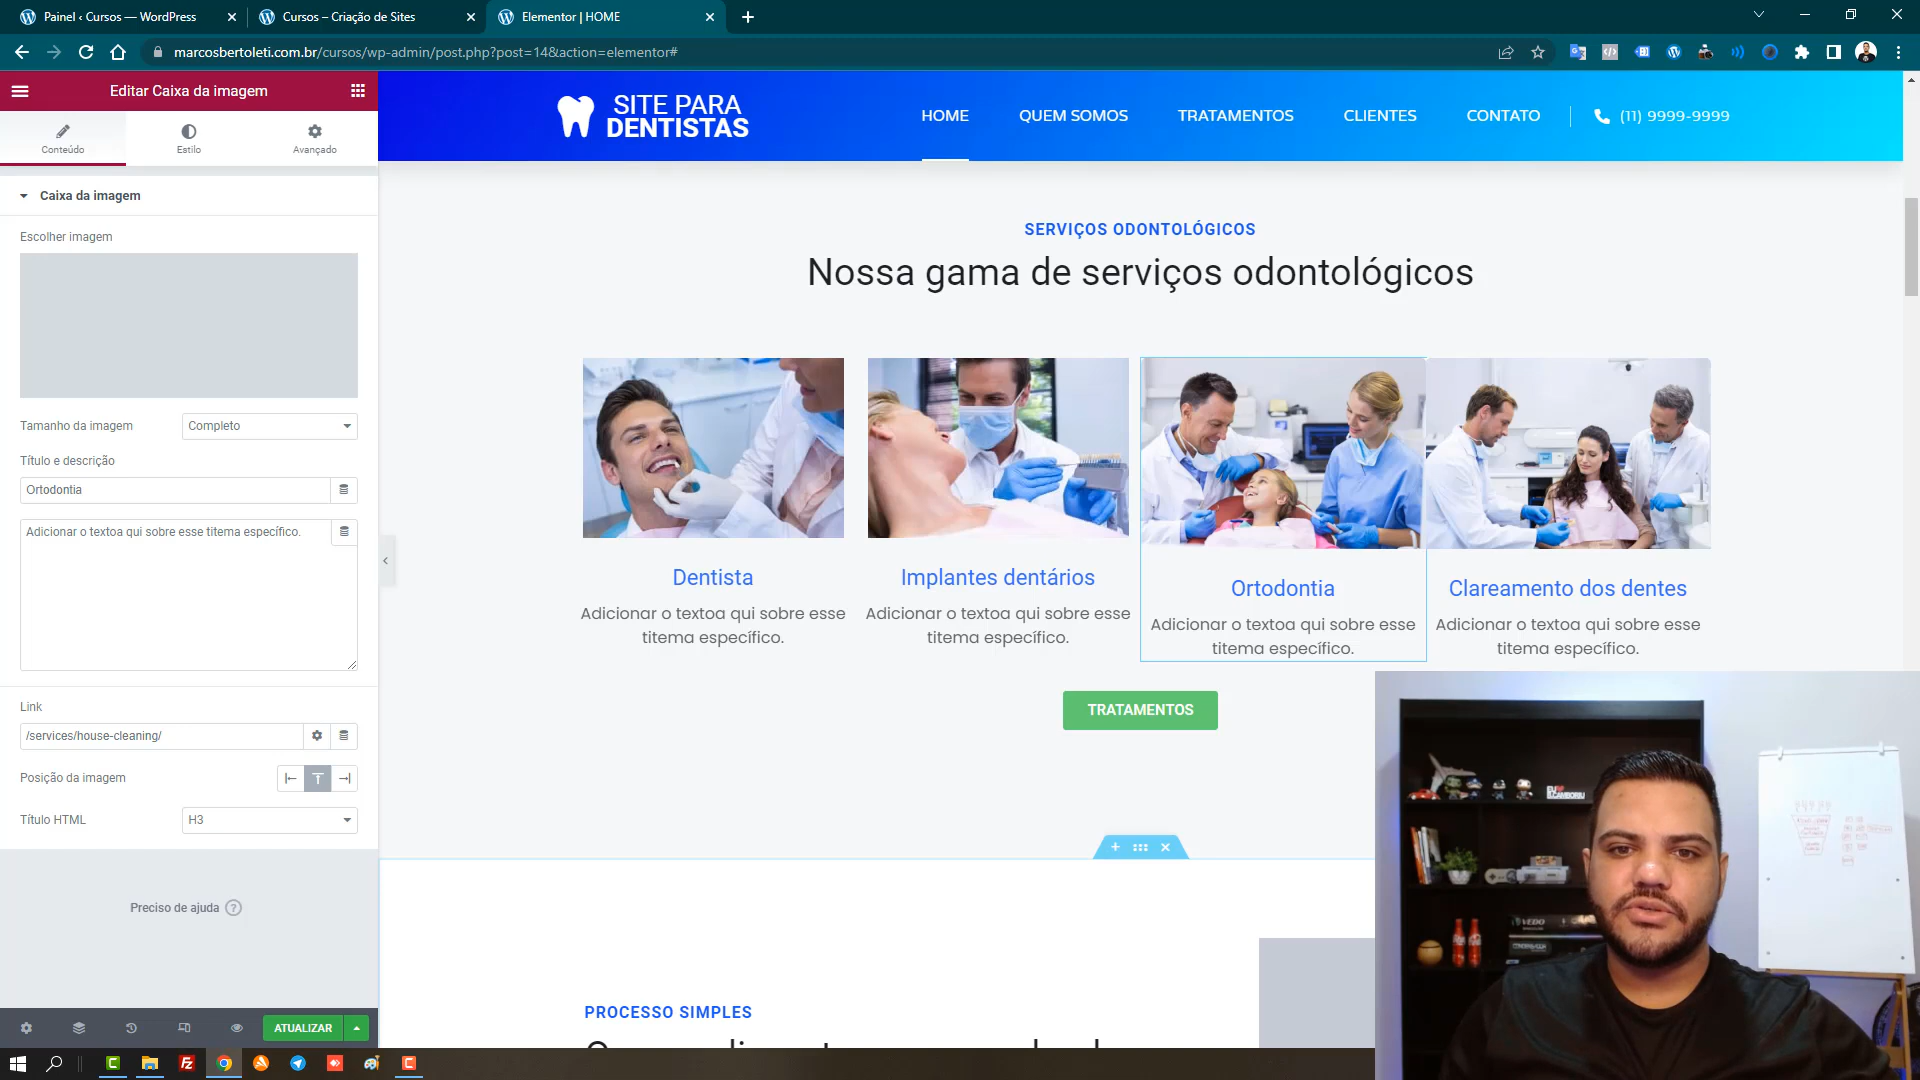 Painel ‹ Cursos — WordPress
Cursos – Criação de Sites
Elementor | HOME
marcosbertoleti.com.br/cursos/wp-admin/post.php?post=14&action=elementor#
Editar Caixa da imagem
Conteúdo
Estilo
Avançado
Caixa da imagem
Escolher imagem
Tamanho da imagem
Completo
Título e descrição
Ortodontia
Adicionar o textoa qui sobre esse titema específico.
Link
/services/house-cleaning/
Posição da imagem
Título HTML
H3
Preciso de ajuda
ATUALIZAR
SITE PARA
DENTISTAS
HOME
QUEM SOMOS
TRATAMENTOS
CLIENTES
CONTATO
(11) 9999-9999
SERVIÇOS ODONTOLÓGICOS
Nossa gama de serviços odontológicos
Dentista
Adicionar o textoa qui sobre esse
titema específico.
Implantes dentários
Adicionar o textoa qui sobre esse
titema específico.
Ortodontia
Adicionar o textoa qui sobre esse
titema específico.
Clareamento dos dentes
Adicionar o textoa qui sobre esse
titema específico.
TRATAMENTOS
PROCESSO SIMPLES